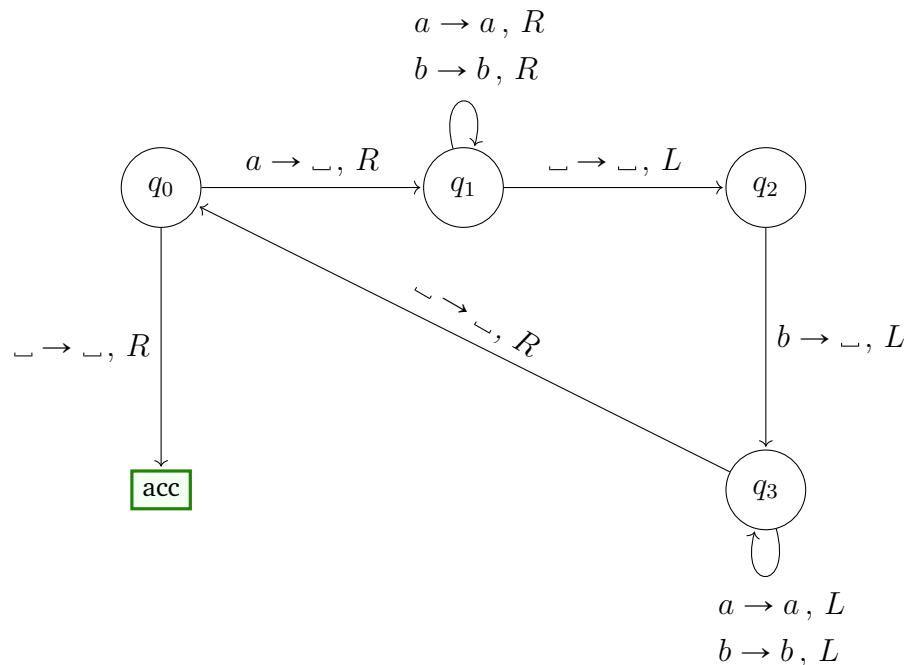 a → a , R
b → b , R
q₀
a → ␣ , R
q₁
␣ → ␣ , L
q₂
␣ → ␣ , R
␣ → ␣ , R
b → ␣ , L
acc
q₃
a → a , L
b → b , L